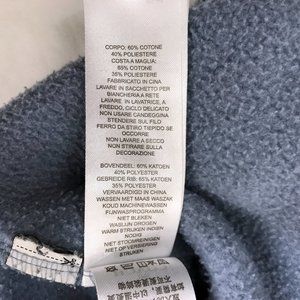 CORPO: 60% COTONE
40% POLIESTERE
COSTA A MAGLIA:
65% COTONE
35% POLIESTERE
FABBRICATO IN CINA
LAVARE IN SACCHETTO PER
BIANCHERIA A RETE
LAVARE IN LAVATRICE, A
FREDDO, CICLO DELICATO
NON USARE CANDEGGINA
STENDERE SUL FILO
FERRO DA STIRO TIEPIDO SE
OCCORRE
NON LAVARE A SECCO
NON STIRARE SULLA
DECORAZIONE
BOVENDEEL: 60% KATOEN
40% POLYESTER
GEBREIDE RIB: 65% KATOEN
35% POLYESTER
VERVAARDIGD IN CHINA
WASSEN MET MAAS WASZAK
KOUD MACHINEWASSEN
FIJNWASPROGRAMMA
NIET BLEKEN
WASLIJN DROGEN
WARM STRIJKEN INDIEN
NODIG
NIET STOOMREINIGEN
NIET OP VERSIERING
STRIJKEN